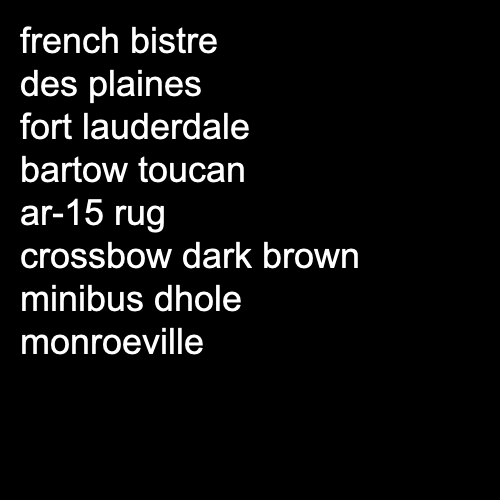 french bistre
des plaines
fort lauderdale
bartow toucan
ar-15 rug
crossbow dark brown
minibus dhole
monroeville